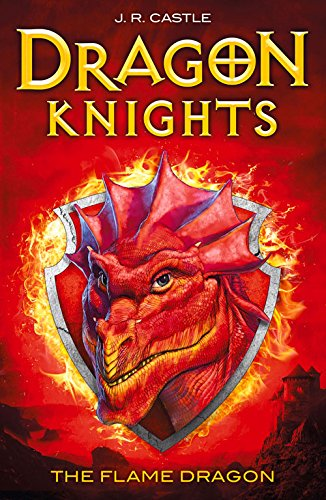 J. R. CASTLE
DRAGON
KNIGHTS
THE FLAME DRAGON